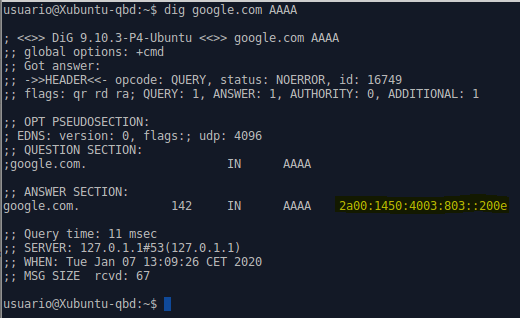 usuario@Xubuntu-qbd:~$ dig google.com AAAA
; <<>> DiG 9.10.3-P4-Ubuntu <<>> google.com AAAA
;; global options: +cmd
;; Got answer:
;; ->>HEADER<<- opcode: QUERY, status: NOERROR, id: 16749
;; flags: qr rd ra; QUERY: 1, ANSWER: 1, AUTHORITY: 0, ADDITIONAL: 1
;; OPT PSEUDOSECTION:
; EDNS: version: 0, flags:; udp: 4096
;; QUESTION SECTION:
;google.com. IN AAAA
;; ANSWER SECTION:
google.com. 142 IN AAAA 2a00:1450:4003:803::200e
;; Query time: 11 msec
;; SERVER: 127.0.1.1#53(127.0.1.1)
;; WHEN: Tue Jan 07 13:09:26 CET 2020
;; MSG SIZE rcvd: 67
usuario@Xubuntu-qbd:~$